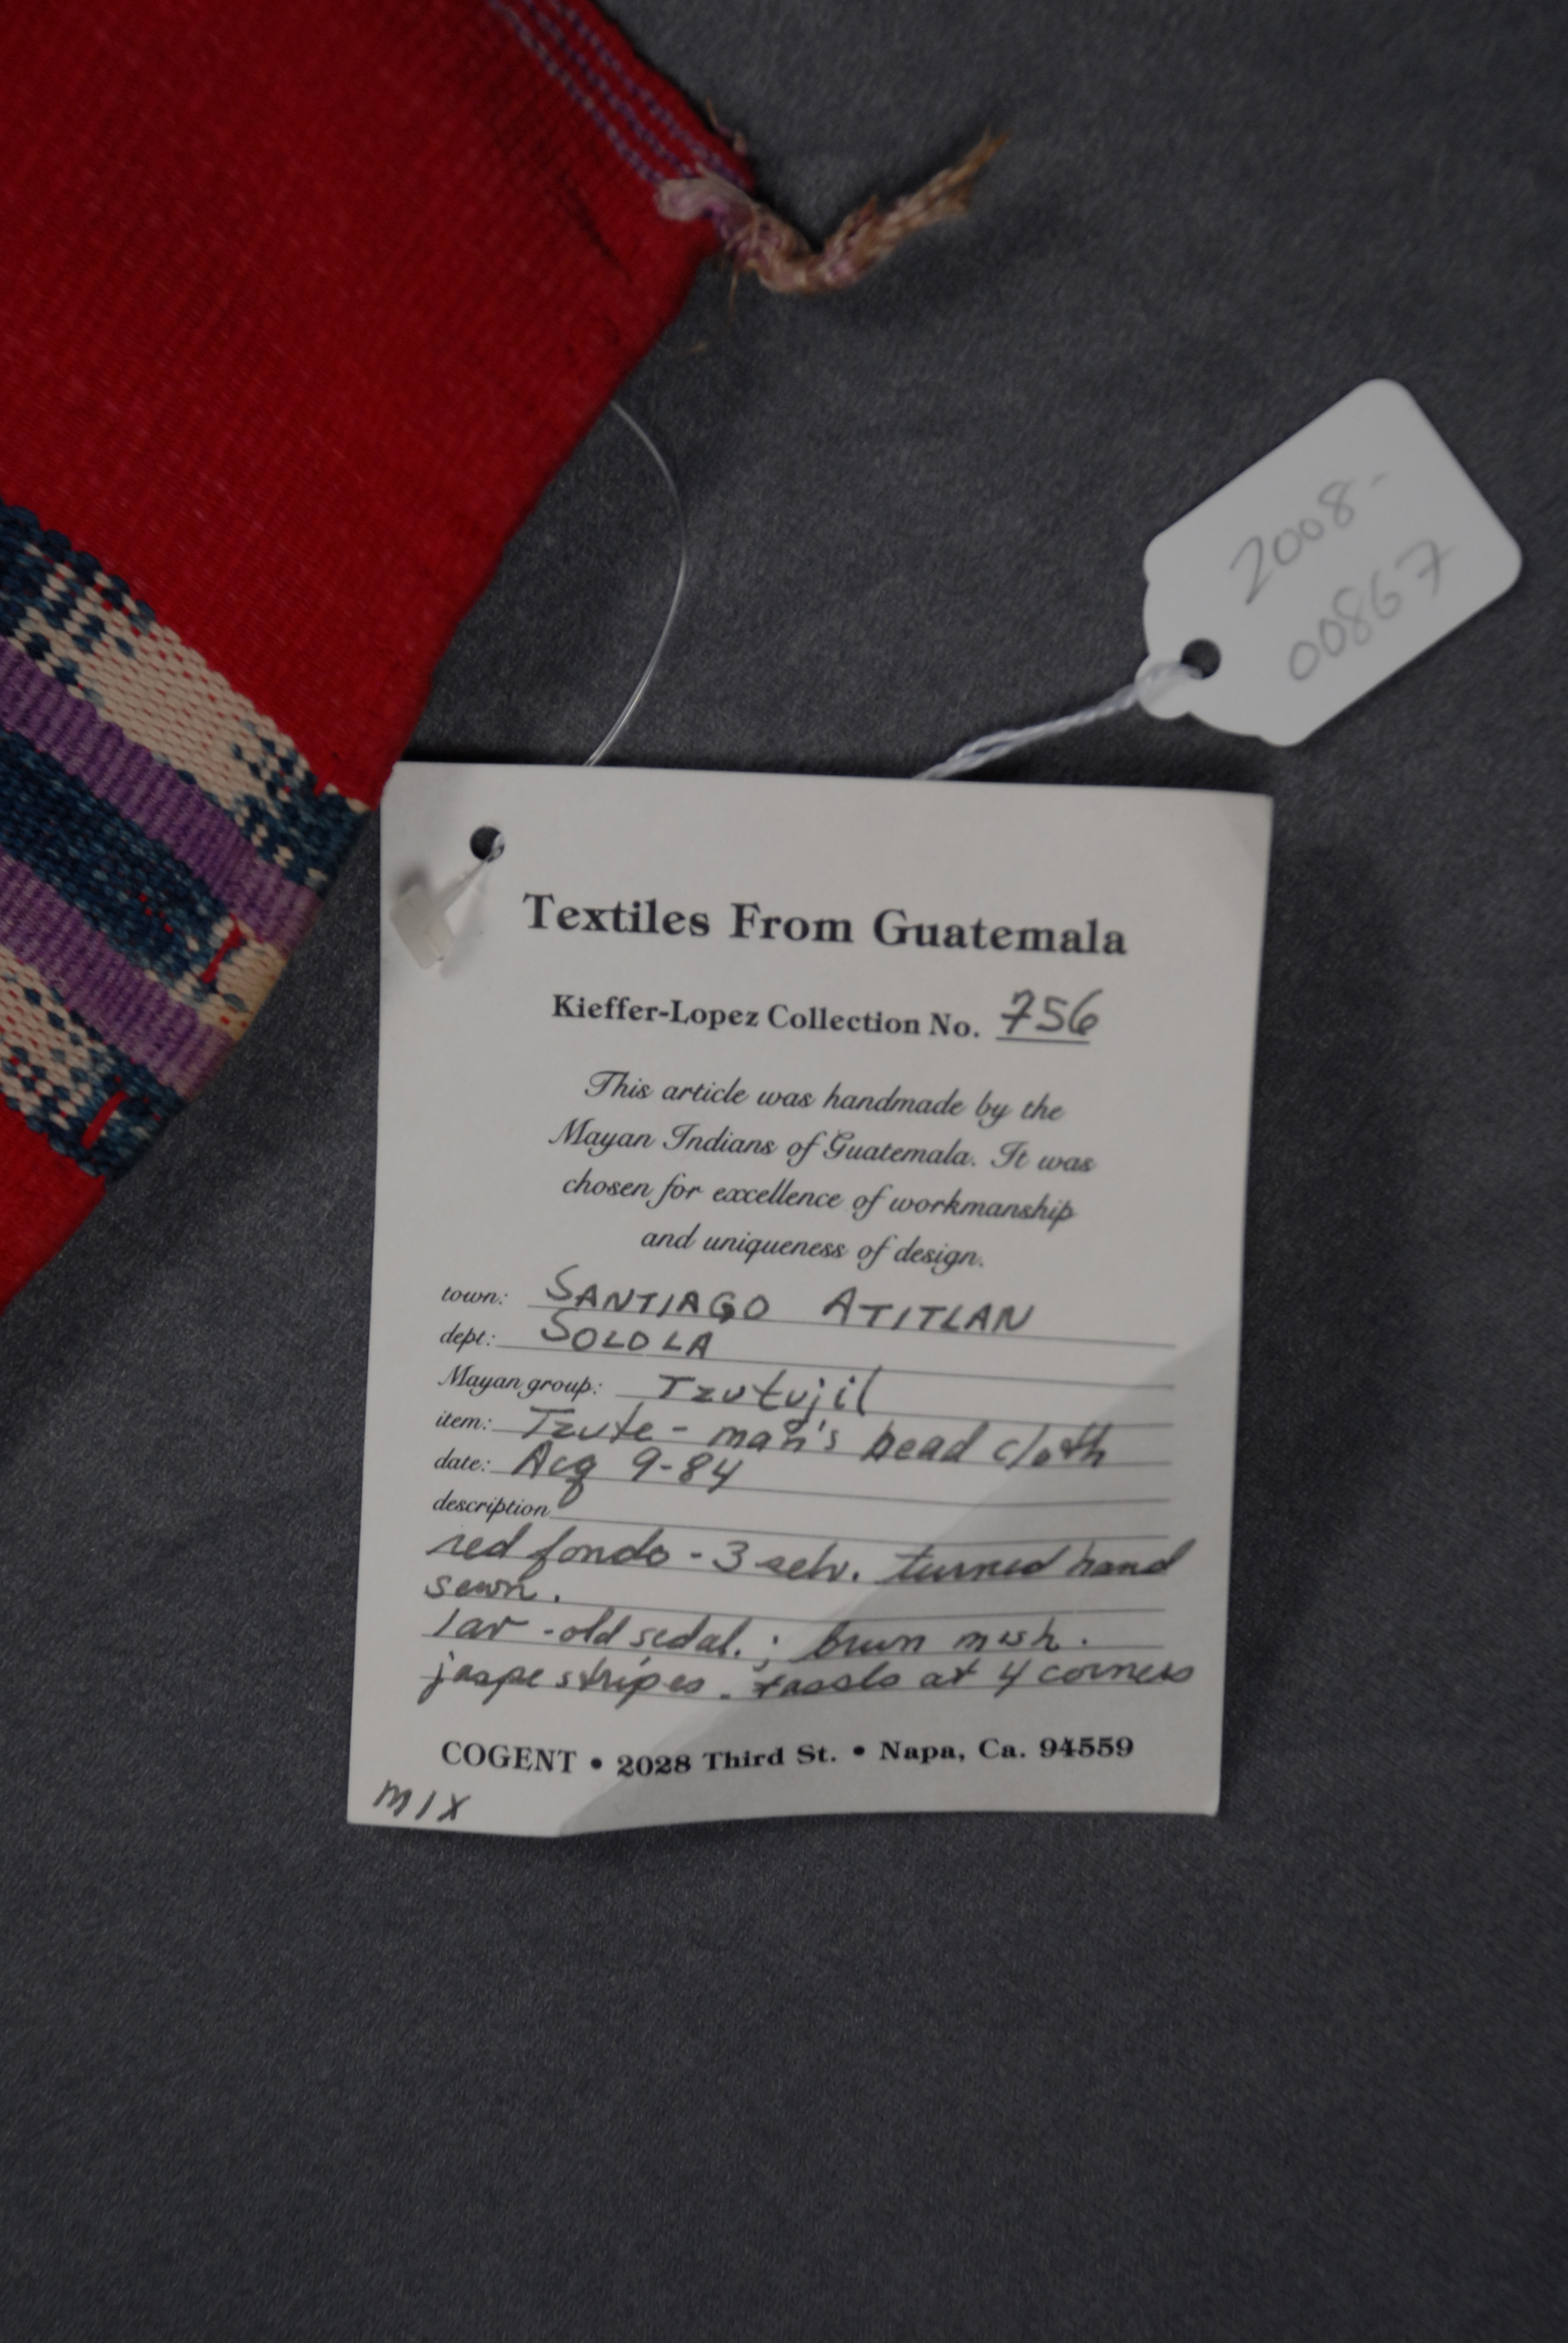 2008-
00867
Textiles From Guatemala
Kieffer-Lopez Collection No. 756
This article was handmade by the
Mayan Indians of Guatemala. It was
chosen for excellence of workmanship
and uniqueness of design.
town: SANTIAGO ATITLAN
dept: SOLOLA
Mayan group: Tzutujil
item: Tzute - man's head cloth
date: Acq 9-84
description
red fondo - 3 selv. turned hand
sewn.
-old sedal. ; brwn mish.
jaspe stripes. tassls at 4 corners
COGENT • 2028 Third St. • Napa, Ca. 94559
MIX